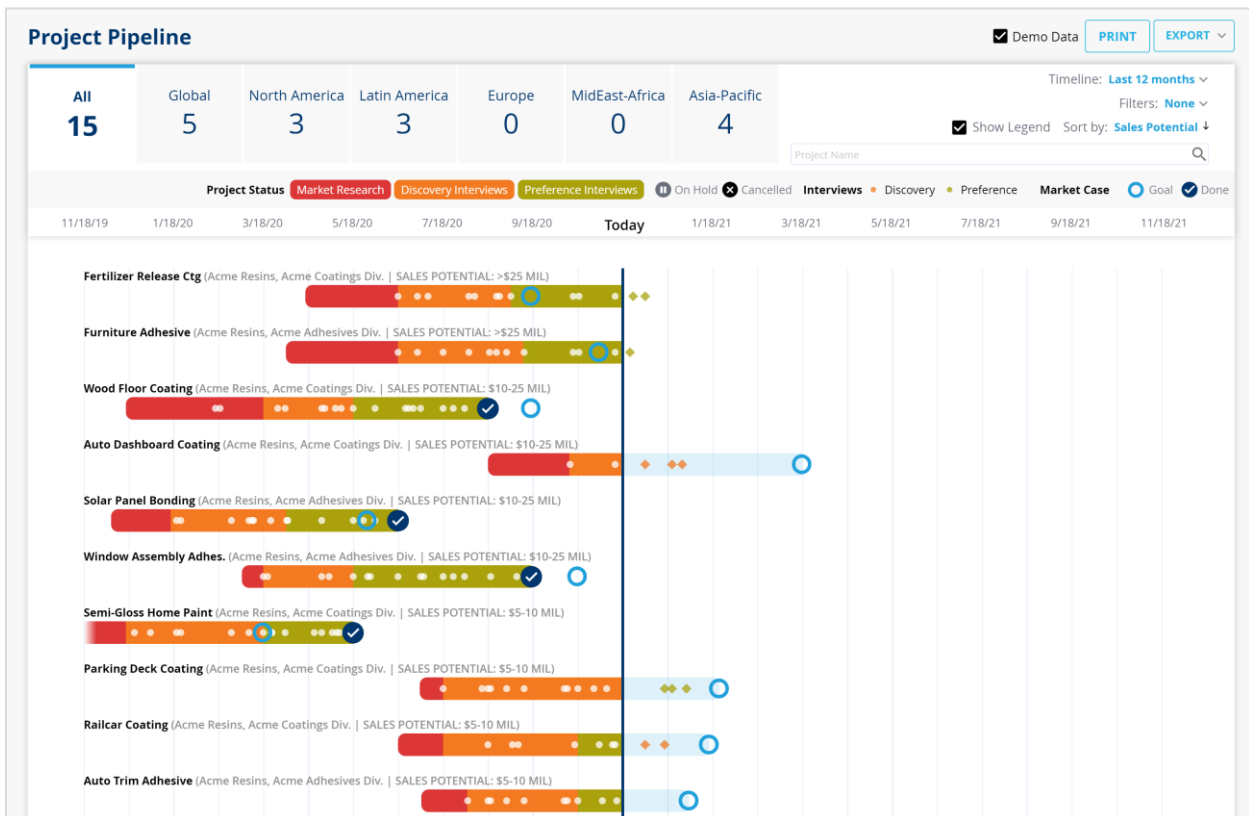 Project Pipeline
Demo Data PRINT EXPORT
Timeline: Last 12 months
All Global North America Latin America Europe MidEast-Africa Asia-Pacific
15 5 3 3 0 0 4
Filters: None
Show Legend Sort by: Sales Potential
Project Name
Project Status Market Research Discovery Interviews Preference Interviews On Hold Cancelled Interviews Discovery Preference Market Case Goal Done
11/18/19 1/18/20 3/18/20 5/18/20 7/18/20 9/18/20 Today 1/18/21 3/18/21 5/18/21 7/18/21 9/18/21 11/18/21
Fertilizer Release Ctg (Acme Resins, Acme Coatings Div. | SALES POTENTIAL: >$25 MIL)
Furniture Adhesive (Acme Resins, Acme Adhesives Div. | SALES POTENTIAL: >$25 MIL)
Wood Floor Coating (Acme Resins, Acme Coatings Div. | SALES POTENTIAL: $10-25 MIL)
Auto Dashboard Coating (Acme Resins, Acme Coatings Div. | SALES POTENTIAL: $10-25 MIL)
Solar Panel Bonding (Acme Resins, Acme Adhesives Div. | SALES POTENTIAL: $10-25 MIL)
Window Assembly Adhes. (Acme Resins, Acme Adhesives Div. | SALES POTENTIAL: $10-25 MIL)
Semi-Gloss Home Paint (Acme Resins, Acme Coatings Div. | SALES POTENTIAL: $5-10 MIL)
Parking Deck Coating (Acme Resins, Acme Coatings Div. | SALES POTENTIAL: $5-10 MIL)
Railcar Coating (Acme Resins, Acme Coatings Div. | SALES POTENTIAL: $5-10 MIL)
Auto Trim Adhesive (Acme Resins, Acme Adhesives Div. | SALES POTENTIAL: $5-10 MIL)